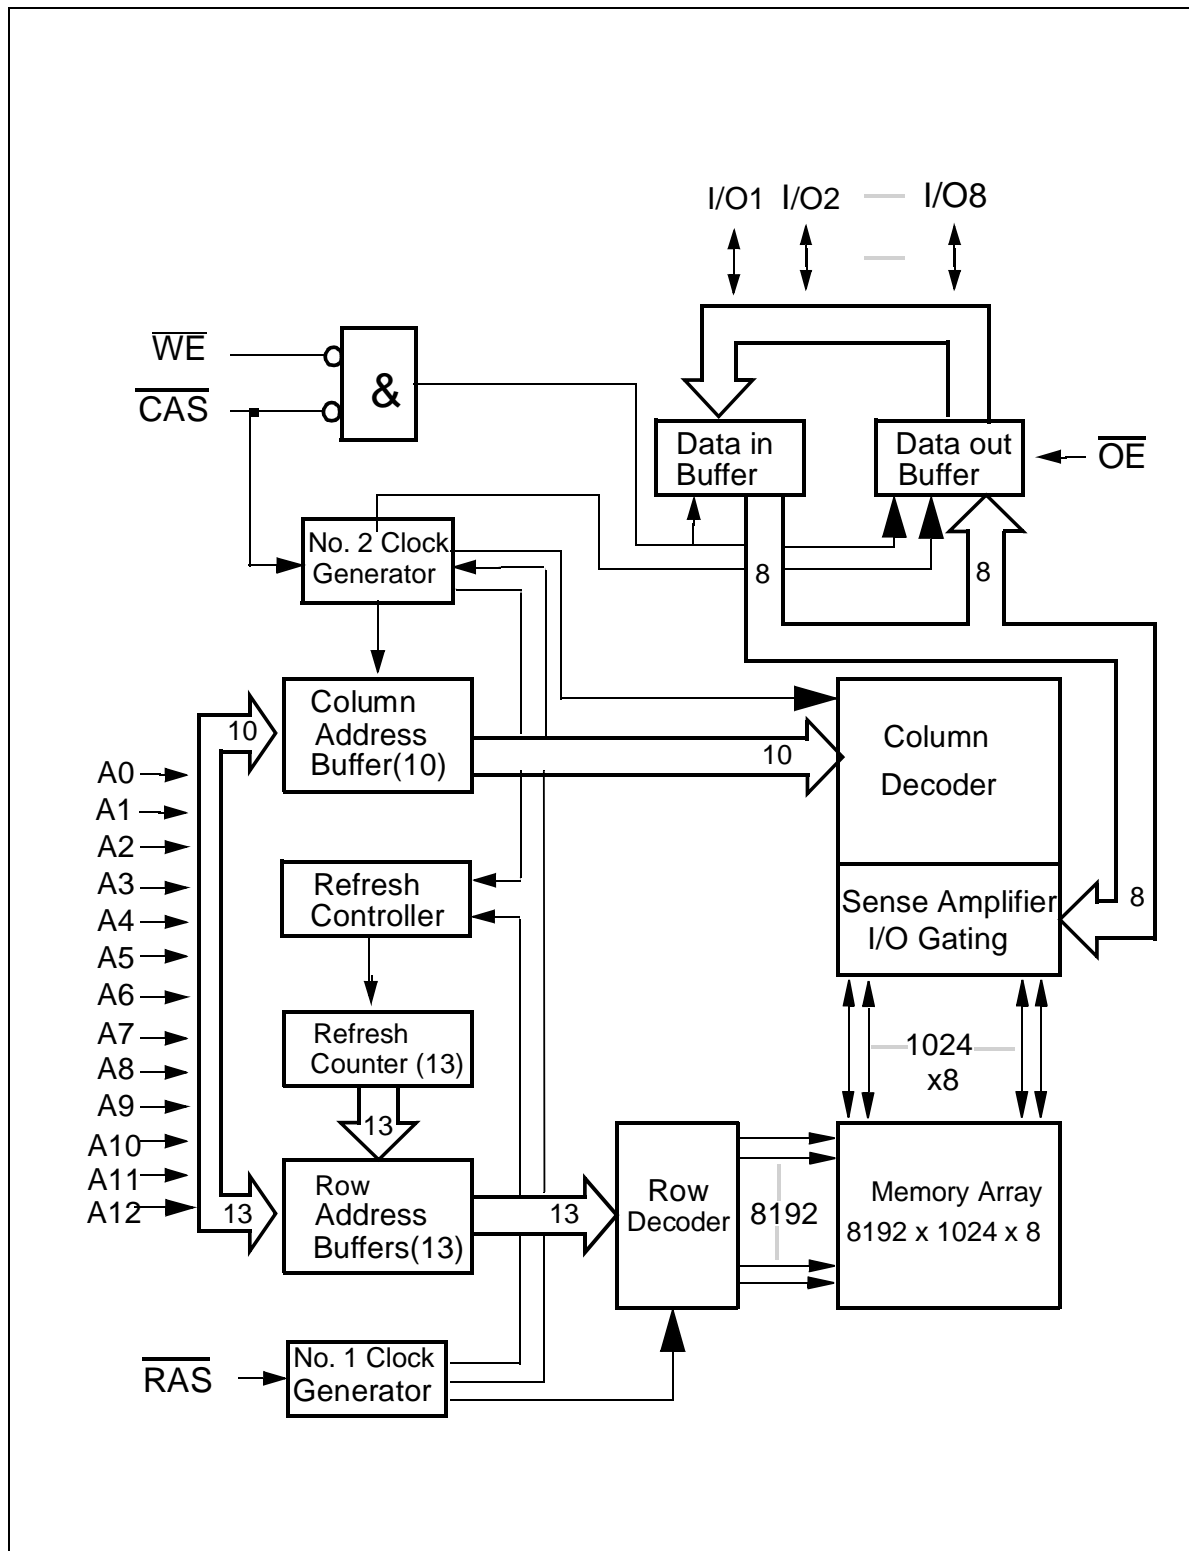 I/O1 I/O2 I/O8
WE
CAS
&
Data in
Buffer
Data out
Buffer
OE
No. 2 Clock
Generator
8
8
Column
Address
Buffer(10)
10
10
Column
Decoder
A0
A1
A2
A3
A4
A5
A6
A7
A8
A9
A10
A11
A12
Refresh
Controller
Sense Amplifier
I/O Gating
8
Refresh
Counter (13)
1024
x8
13
13
Row
Address
Buffers(13)
13
Row
Decoder
8192
Memory Array
8192 x 1024 x 8
RAS
No. 1 Clock
Generator